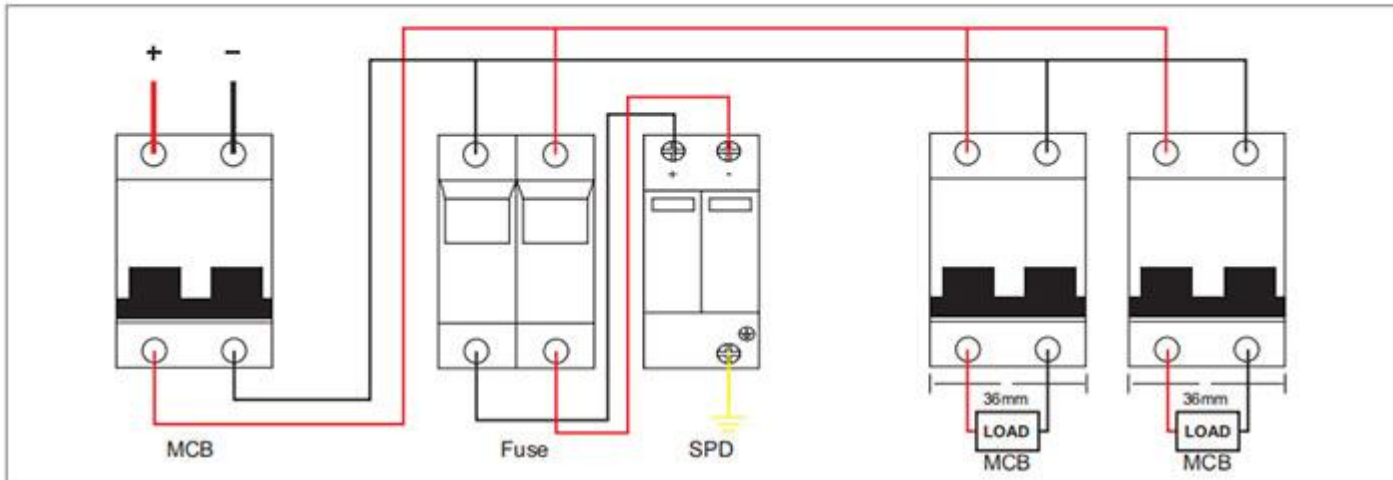 + −
+ -
36mm 36mm
LOAD LOAD
MCB Fuse SPD MCB MCB